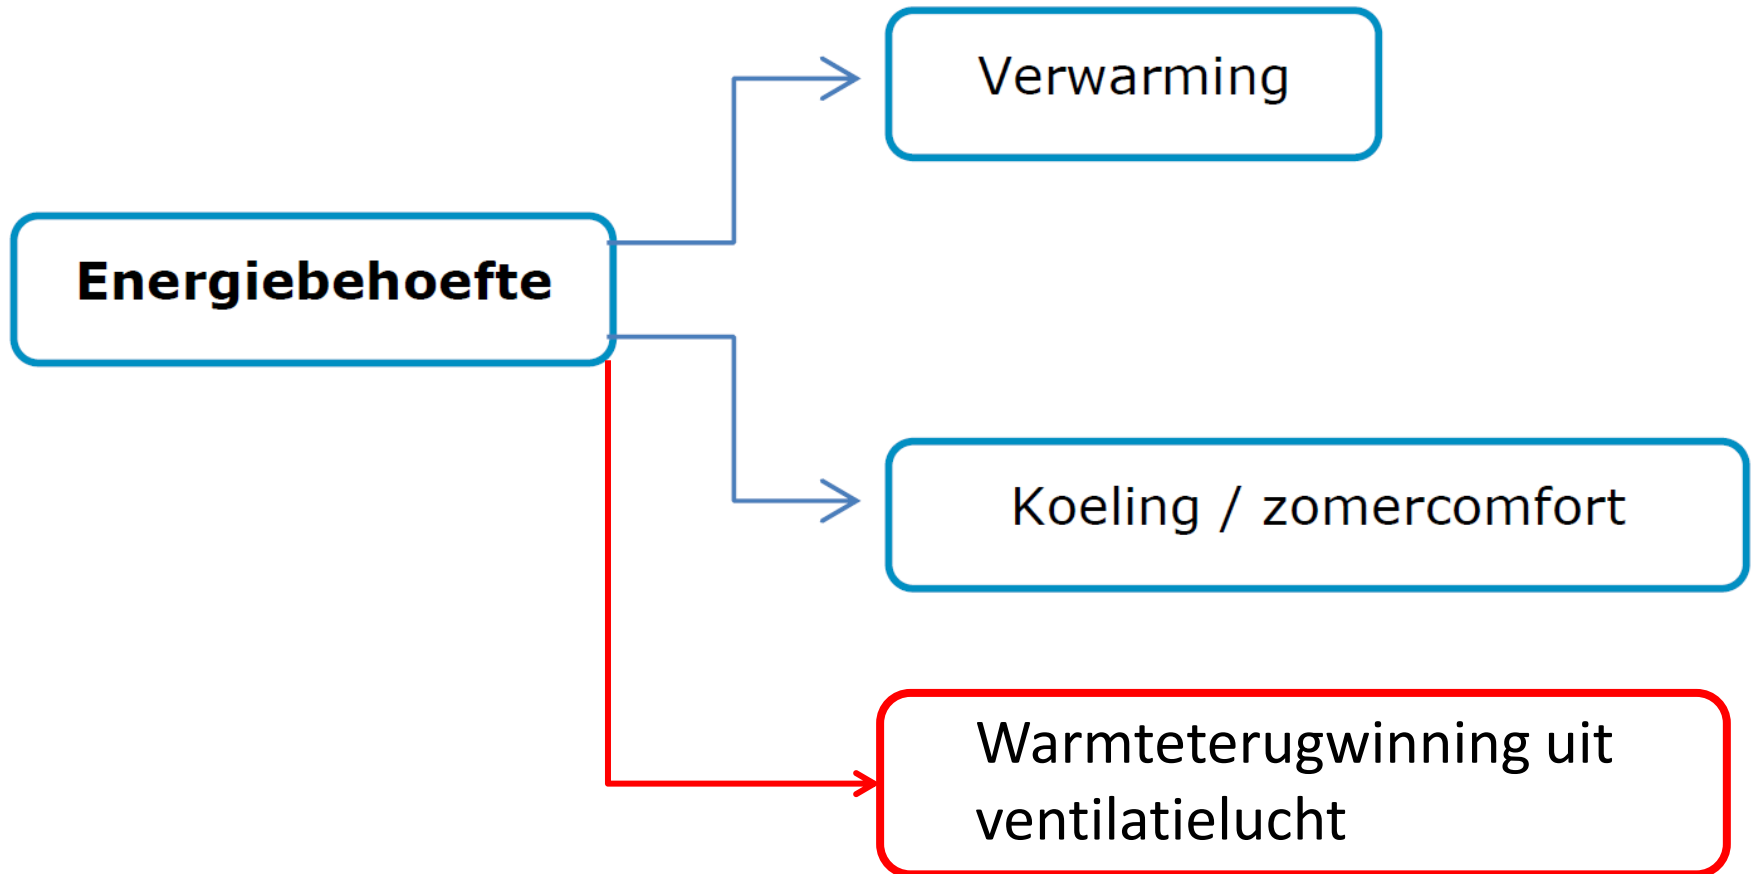 Verwarming
Energiebehoefte
Koeling / zomercomfort
Warmteterugwinning uit
ventilatielucht